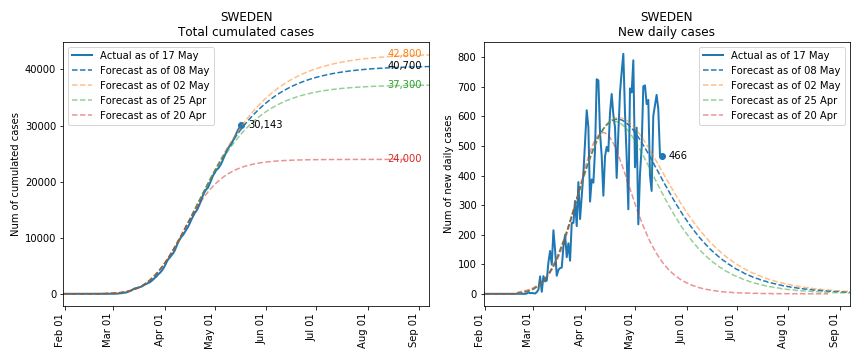 SWEDEN
Total cumulated cases
Num of cumulated cases
40000
30000
20000
10000
0
Actual as of 17 May
Forecast as of 08 May
Forecast as of 02 May
Forecast as of 25 Apr
Forecast as of 20 Apr
42,800
40,700
37,300
30,143
24,000
Feb 01
Mar 01
Apr 01
May 01
Jun 01
Jul 01
Aug 01
Sep 01
SWEDEN
New daily cases
Num of new daily cases
800
700
600
500
400
300
200
100
0
Actual as of 17 May
Forecast as of 08 May
Forecast as of 02 May
Forecast as of 25 Apr
Forecast as of 20 Apr
466
Feb 01
Mar 01
Apr 01
May 01
Jun 01
Jul 01
Aug 01
Sep 01